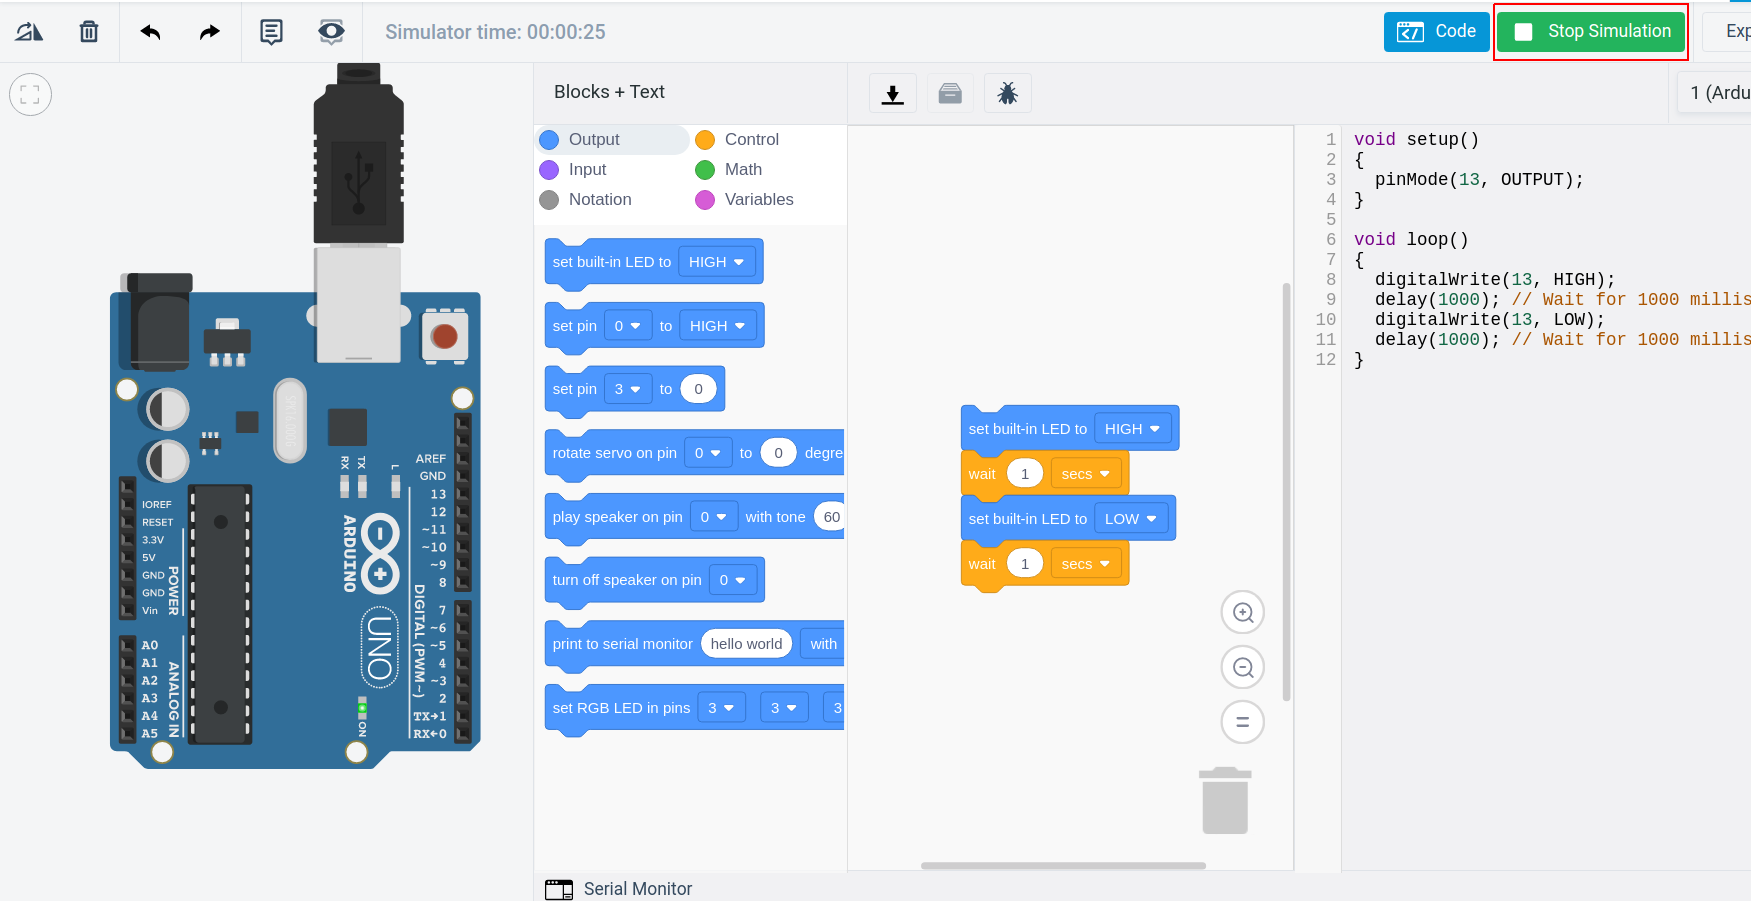 Simulator time: 00:00:25
Code
Stop Simulation
Exp
Blocks + Text
1 (Ardu
Output
Control
Input
Math
Notation
Variables
set built-in LED to HIGH
set pin 0 to HIGH
set pin 3 to 0
rotate servo on pin 0 to 0 degre
play speaker on pin 0 with tone 60
turn off speaker on pin 0
print to serial monitor hello world with
set RGB LED in pins 3 3 3
set built-in LED to HIGH
wait 1 secs
set built-in LED to LOW
wait 1 secs
1 void setup()
2 {
3 pinMode(13, OUTPUT);
4 }
5
6 void loop()
7 {
8 digitalWrite(13, HIGH);
9 delay(1000); // Wait for 1000 millis
10 digitalWrite(13, LOW);
11 delay(1000); // Wait for 1000 millis
12 }
RX
TX
L
AREF
GND
13
12
~11
~10
~9
8
7
~6
~5
4
~3
2
TX→1
RX←0
IOREF
RESET
3.3V
5V
GND
GND
Vin
POWER
A0
A1
A2
A3
A4
A5
ANALOG IN
ARDUINO
UNO
DIGITAL (PWM ~)
ON
Serial Monitor